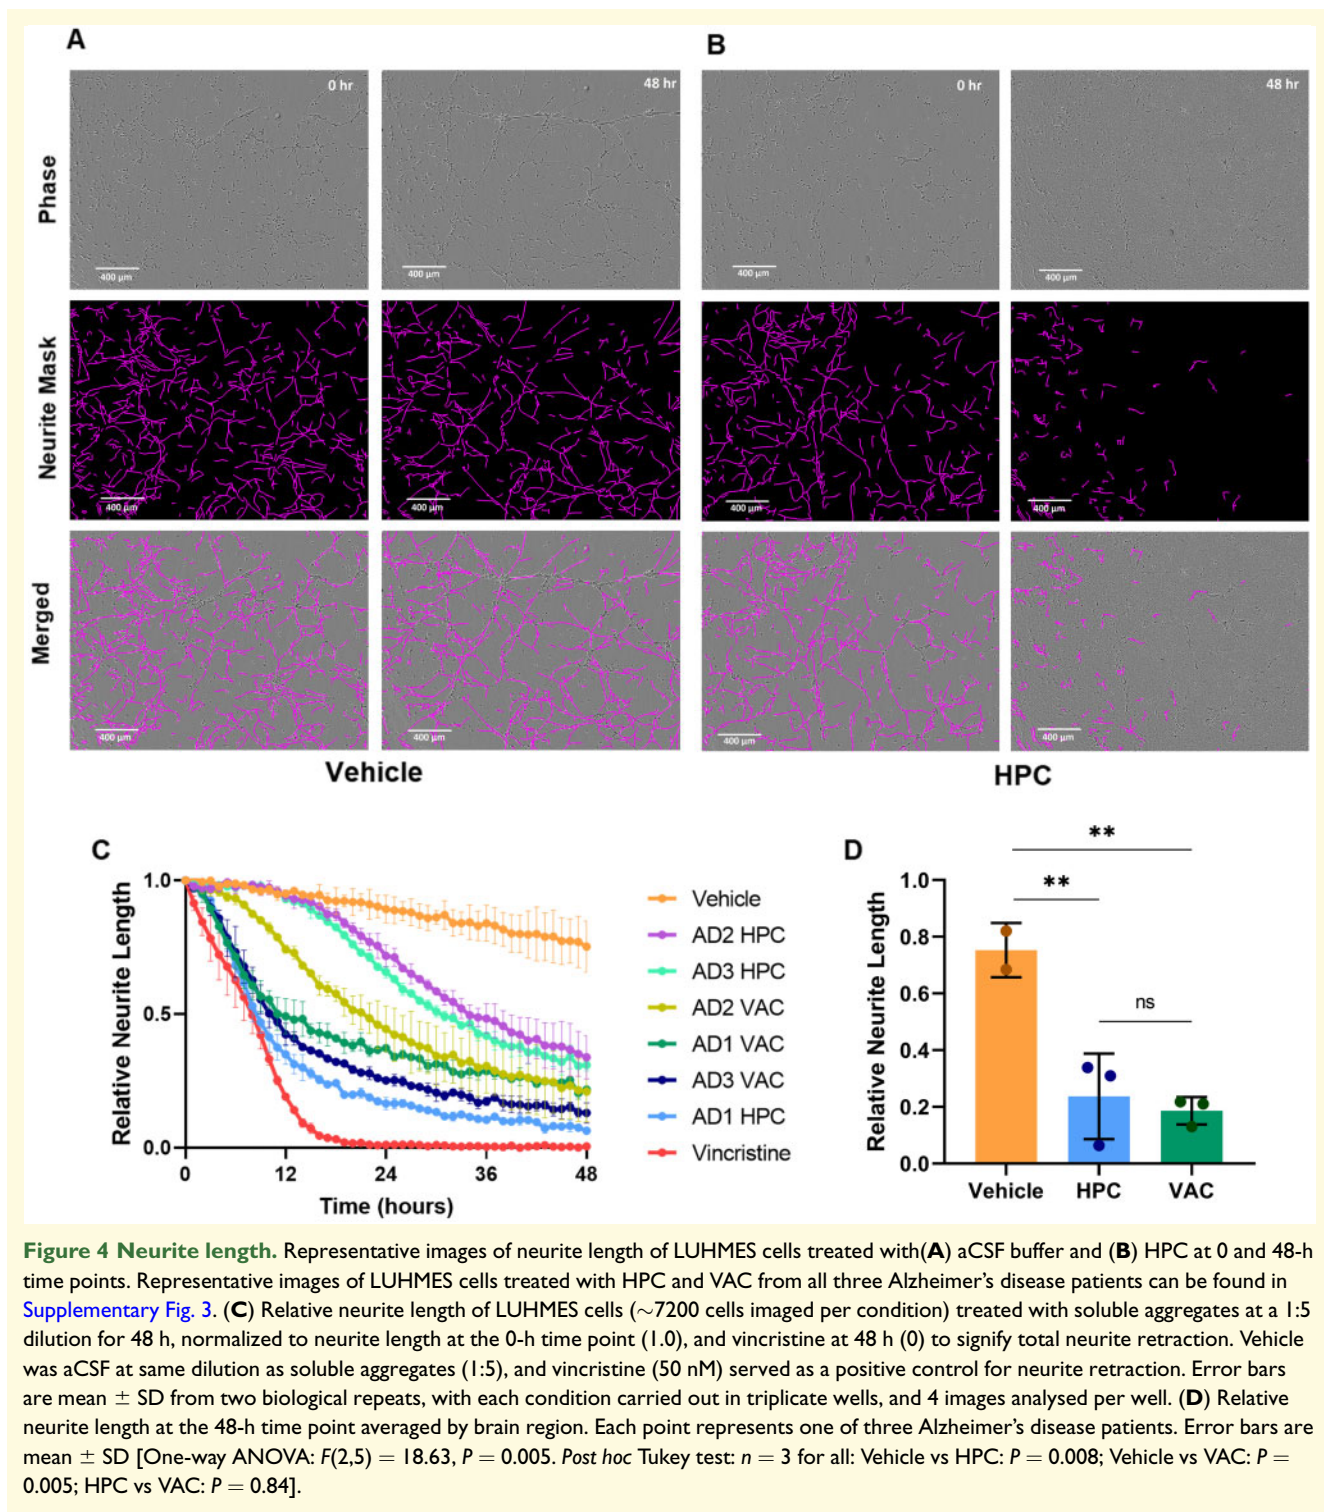 A
B
0 hr
48 hr
0 hr
48 hr
Phase
400 µm
400 µm
400 µm
400 µm
Neurite Mask
400 µm
400 µm
400 µm
400 µm
Merged
400 µm
400 µm
400 µm
400 µm
Vehicle
HPC
C
Relative Neurite Length
1.0
0.5
0.0
0
12
24
36
48
Time (hours)
Vehicle
AD2 HPC
AD3 HPC
AD2 VAC
AD1 VAC
AD3 VAC
AD1 HPC
Vincristine
D
**
**
ns
Relative Neurite Length
1.0
0.8
0.6
0.4
0.2
0.0
Vehicle
HPC
VAC
Figure 4 Neurite length. Representative images of neurite length of LUHMES cells treated with(A) aCSF buffer and (B) HPC at 0 and 48-h
time points. Representative images of LUHMES cells treated with HPC and VAC from all three Alzheimer's disease patients can be found in
Supplementary Fig. 3. (C) Relative neurite length of LUHMES cells (∼7200 cells imaged per condition) treated with soluble aggregates at a 1:5
dilution for 48 h, normalized to neurite length at the 0-h time point (1.0), and vincristine at 48 h (0) to signify total neurite retraction. Vehicle
was aCSF at same dilution as soluble aggregates (1:5), and vincristine (50 nM) served as a positive control for neurite retraction. Error bars
are mean ± SD from two biological repeats, with each condition carried out in triplicate wells, and 4 images analysed per well. (D) Relative
neurite length at the 48-h time point averaged by brain region. Each point represents one of three Alzheimer's disease patients. Error bars are
mean ± SD [One-way ANOVA: F(2,5) = 18.63, P = 0.005. Post hoc Tukey test: n = 3 for all: Vehicle vs HPC: P = 0.008; Vehicle vs VAC: P =
0.005; HPC vs VAC: P = 0.84].